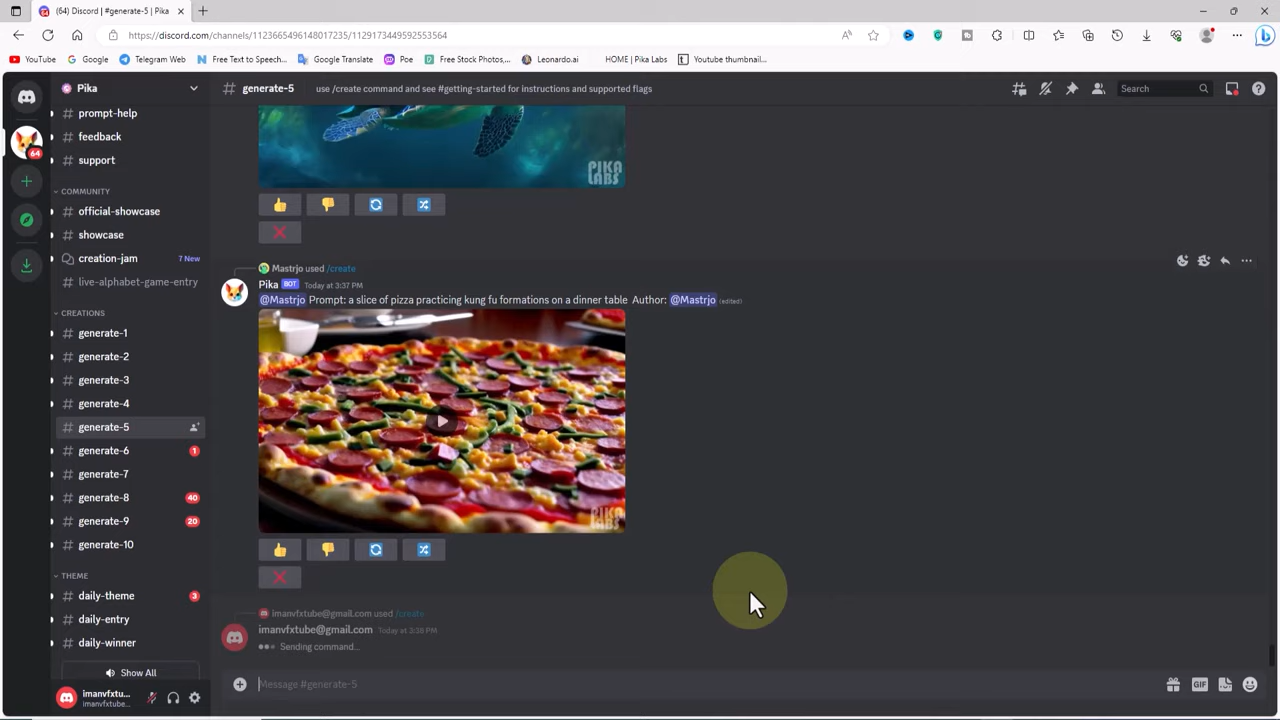 (64) Discord | #generate-5 | Pika
https://discord.com/channels/1123665496148017235/1129173449592553564
YouTube
Google
Telegram Web
Free Text to Speech...
Google Translate
Poe
Free Stock Photos,...
Leonardo.ai
HOME | Pika Labs
Youtube thumbnail...
Pika
generate-5
use /create command and see #getting-started for instructions and supported flags
Search
64
prompt-help
feedback
support
COMMUNITY
official-showcase
showcase
creation-jam
7 New
live-alphabet-game-entry
CREATIONS
generate-1
generate-2
generate-3
generate-4
generate-5
generate-6
1
generate-7
generate-8
40
generate-9
20
generate-10
THEME
daily-theme
3
daily-entry
daily-winner
Show All
imanvfxtu...
imanvfxtube...
PIKA
LABS
Mastrjo used /create
Pika BOT Today at 3:37 PM
@Mastrjo Prompt: a slice of pizza practicing kung fu formations on a dinner table Author: @Mastrjo (edited)
PIKA
LABS
imanvfxtube@gmail.com used /create
imanvfxtube@gmail.com Today at 3:38 PM
Sending command...
Message #generate-5
GIF